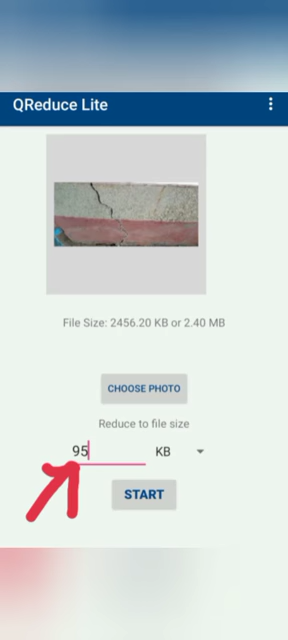 QReduce Lite
File Size: 2456.20 KB or 2.40 MB
CHOOSE PHOTO
Reduce to file size
95 KB
START